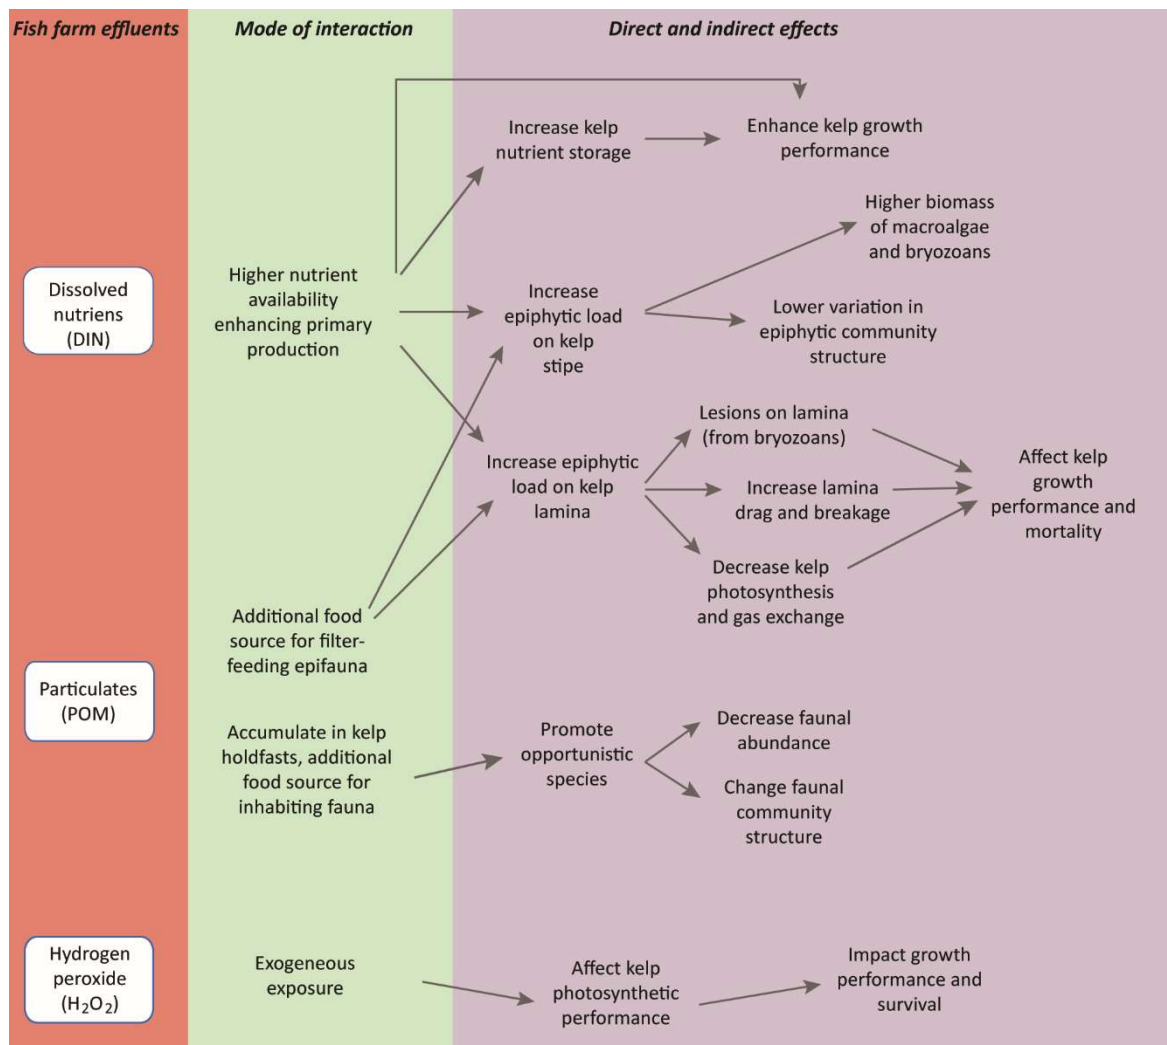 Fish farm effluents
Mode of interaction
Direct and indirect effects
Increase kelp
nutrient storage
Enhance kelp growth
performance
Higher biomass
of macroalgae
and bryozoans
Dissolved
nutriens
(DIN)
Higher nutrient
availability
enhancing primary
production
Increase
epiphytic load
on kelp
stipe
Lower variation in
epiphytic community
structure
Lesions on lamina
(from bryozoans)
Increase epiphytic
load on kelp
lamina
Increase lamina
drag and breakage
Affect kelp
growth
performance and
mortality
Decrease kelp
photosynthesis
and gas exchange
Additional food
source for filter-
feeding epifauna
Particulates
(POM)
Accumulate in kelp
holdfasts, additional
food source for
inhabiting fauna
Promote
opportunistic
species
Decrease faunal
abundance
Change faunal
community
structure
Hydrogen
peroxide
(H₂O₂)
Exogeneous
exposure
Affect kelp
photosynthetic
performance
Impact growth
performance and
survival